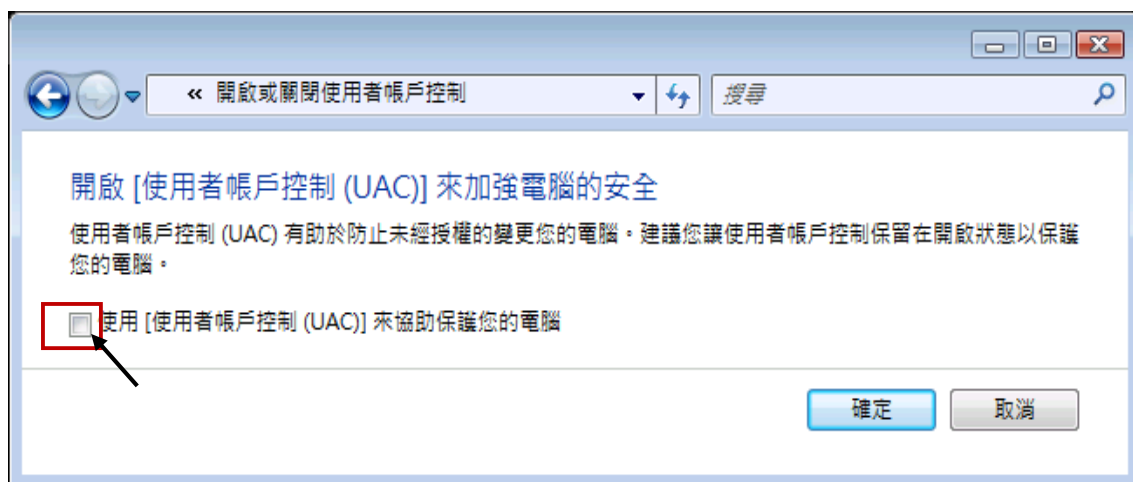 « 開啟或關閉使用者帳戶控制
搜尋
開啟 [使用者帳戶控制 (UAC)] 來加強電腦的安全
使用者帳戶控制 (UAC) 有助於防止未經授權的變更您的電腦。建議您讓使用者帳戶控制保留在開啟狀態以保護
您的電腦。
使用 [使用者帳戶控制 (UAC)] 來協助保護您的電腦
確定
取消